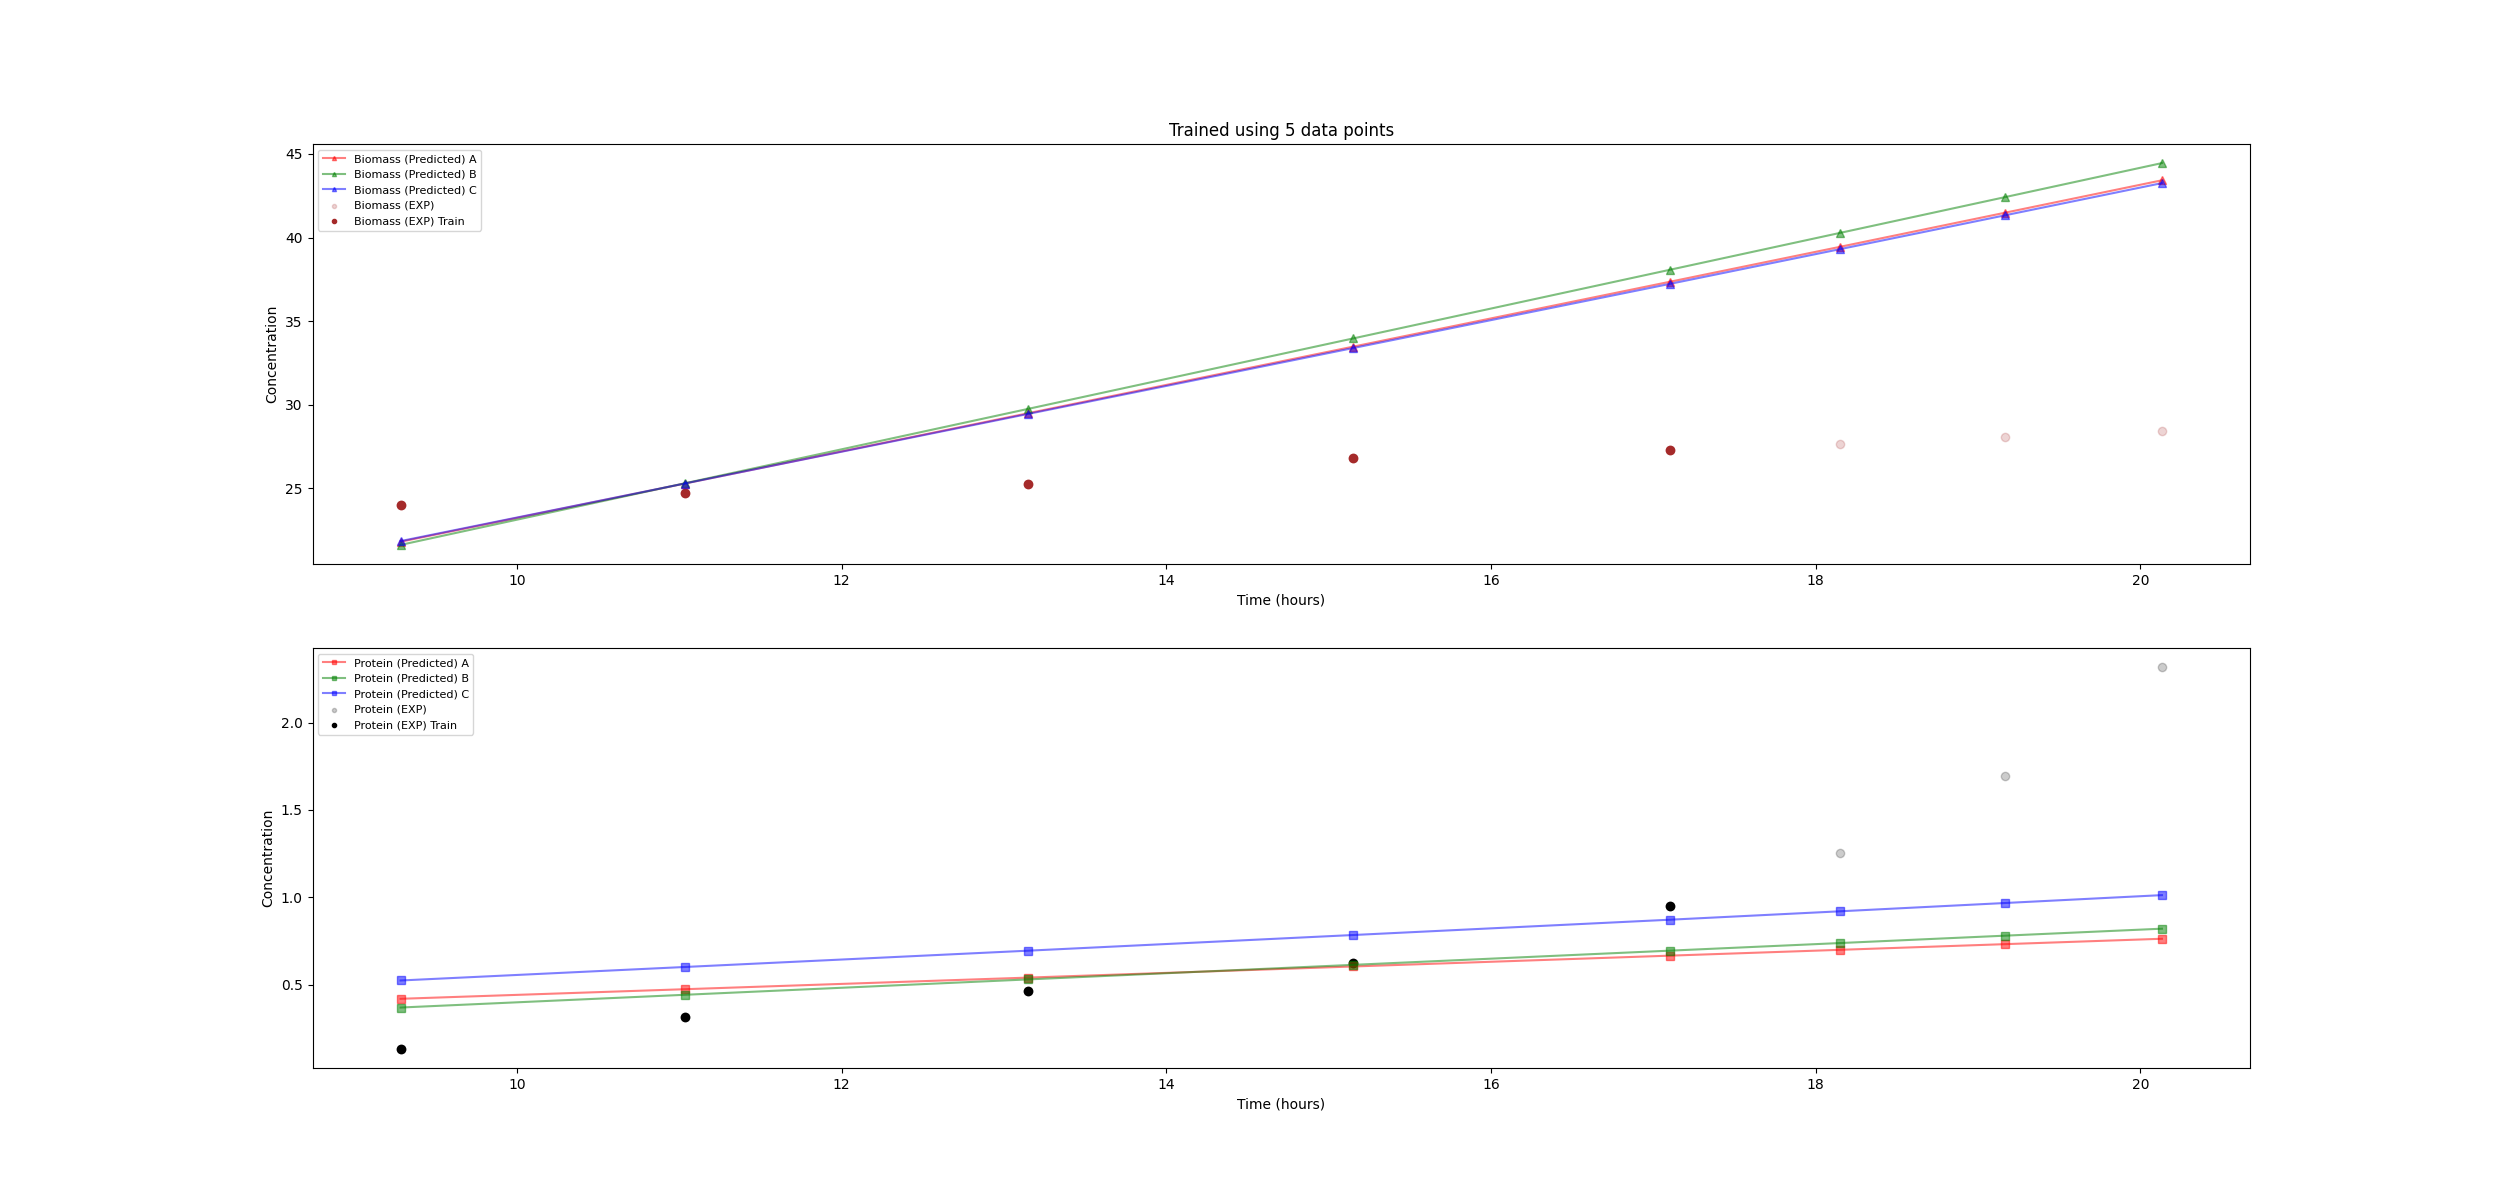 Trained using 5 data points
45
40
35
30
25
Concentration
Biomass (Predicted) A
Biomass (Predicted) B
Biomass (Predicted) C
Biomass (EXP)
Biomass (EXP) Train
10 12 14 16 18 20
Time (hours)
2.0
1.5
1.0
0.5
Concentration
Protein (Predicted) A
Protein (Predicted) B
Protein (Predicted) C
Protein (EXP)
Protein (EXP) Train
10 12 14 16 18 20
Time (hours)